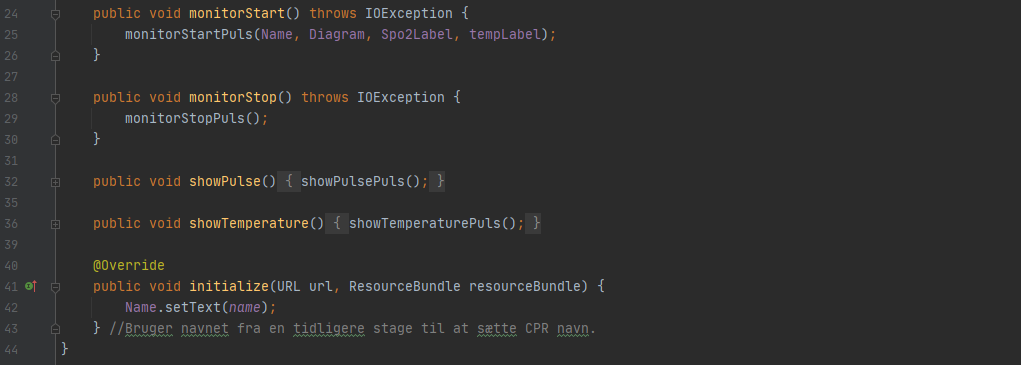 24 public void monitorStart() throws IOException {
25 monitorStartPuls(Name, Diagram, Spo2Label, tempLabel);
26 }
27
28 public void monitorStop() throws IOException {
29 monitorStopPuls();
30 }
31
32 public void showPulse() { showPulsePuls(); }
35
36 public void showTemperature() { showTemperaturePuls(); }
39
40 @Override
41 public void initialize(URL url, ResourceBundle resourceBundle) {
42 Name.setText(name);
43 } //Bruger navnet fra en tidligere stage til at sætte CPR navn.
44 }